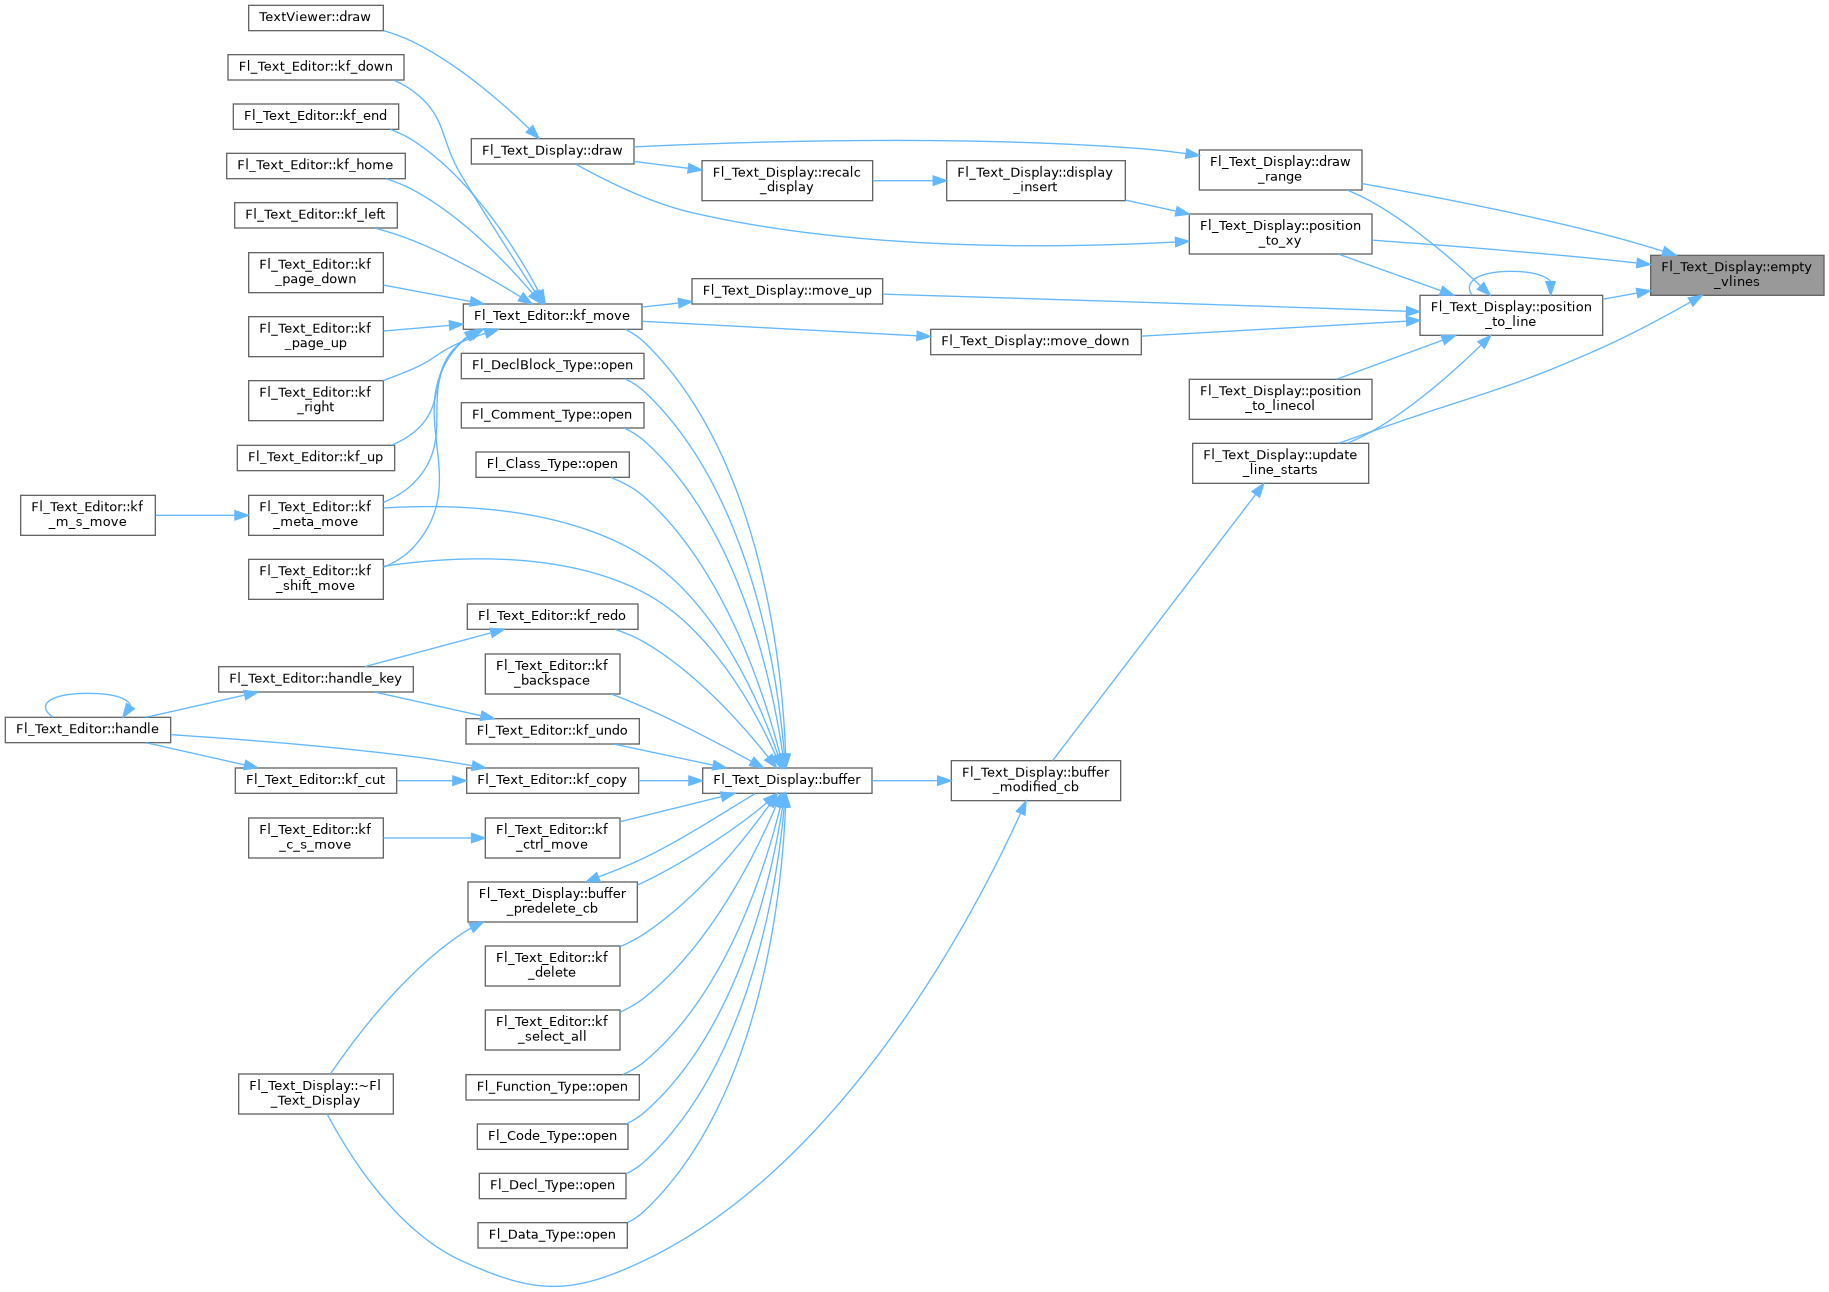 TextViewer::draw
Fl_Text_Editor::kf_down
Fl_Text_Editor::kf_end
Fl_Text_Editor::kf_home
Fl_Text_Editor::kf_left
Fl_Text_Editor::kf
_page_down
Fl_Text_Editor::kf
_page_up
Fl_Text_Editor::kf
_right
Fl_Text_Editor::kf_up
Fl_Text_Editor::kf
_m_s_move
Fl_Text_Editor::kf
_meta_move
Fl_Text_Editor::kf
_shift_move
Fl_Text_Editor::handle_key
Fl_Text_Editor::handle
Fl_Text_Editor::kf_cut
Fl_Text_Editor::kf
_c_s_move
Fl_Text_Display::~Fl
_Text_Display
Fl_Text_Display::draw
Fl_Text_Editor::kf_move
Fl_DeclBlock_Type::open
Fl_Comment_Type::open
Fl_Class_Type::open
Fl_Text_Editor::kf_redo
Fl_Text_Editor::kf
_backspace
Fl_Text_Editor::kf_undo
Fl_Text_Editor::kf_copy
Fl_Text_Editor::kf
_ctrl_move
Fl_Text_Display::buffer
_predelete_cb
Fl_Text_Editor::kf
_delete
Fl_Text_Editor::kf
_select_all
Fl_Function_Type::open
Fl_Code_Type::open
Fl_Decl_Type::open
Fl_Data_Type::open
Fl_Text_Display::recalc
_display
Fl_Text_Display::move_up
Fl_Text_Display::buffer
Fl_Text_Display::display
_insert
Fl_Text_Display::move_down
Fl_Text_Display::buffer
_modified_cb
Fl_Text_Display::draw
_range
Fl_Text_Display::position
_to_xy
Fl_Text_Display::position
_to_linecol
Fl_Text_Display::update
_line_starts
Fl_Text_Display::position
_to_line
Fl_Text_Display::empty
_vlines